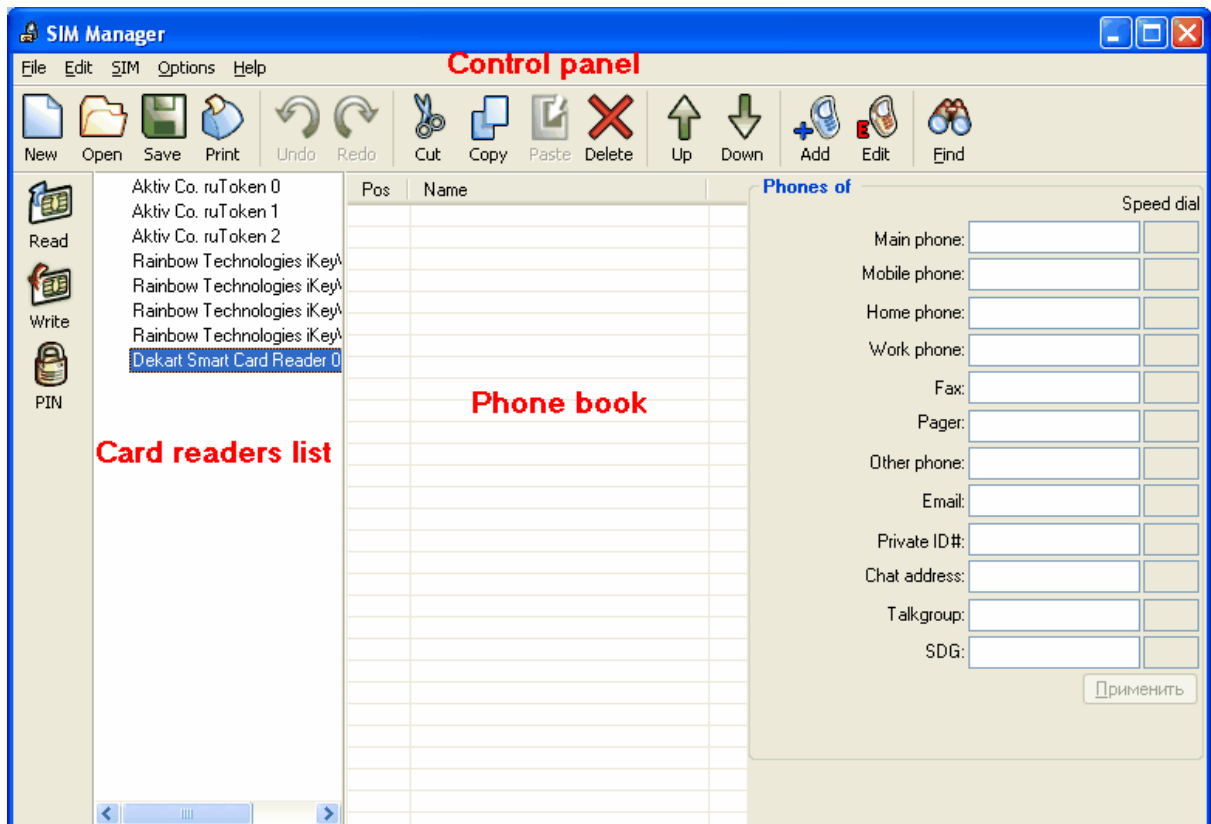 SIM Manager
File Edit SIM Options Help
Control panel
New Open Save Print Undo Redo Cut Copy Paste Delete Up Down Add Edit Find
Read
Write
PIN
Aktiv Co. ruToken 0
Aktiv Co. ruToken 1
Aktiv Co. ruToken 2
Rainbow Technologies iKeyV
Rainbow Technologies iKeyV
Rainbow Technologies iKeyV
Rainbow Technologies iKeyV
Dekart Smart Card Reader 0
Card readers list
Pos Name
Phone book
Phones of
Speed dial
Main phone:
Mobile phone:
Home phone:
Work phone:
Fax:
Pager:
Other phone:
Email:
Private ID#:
Chat address:
Talkgroup:
SDG:
Применить